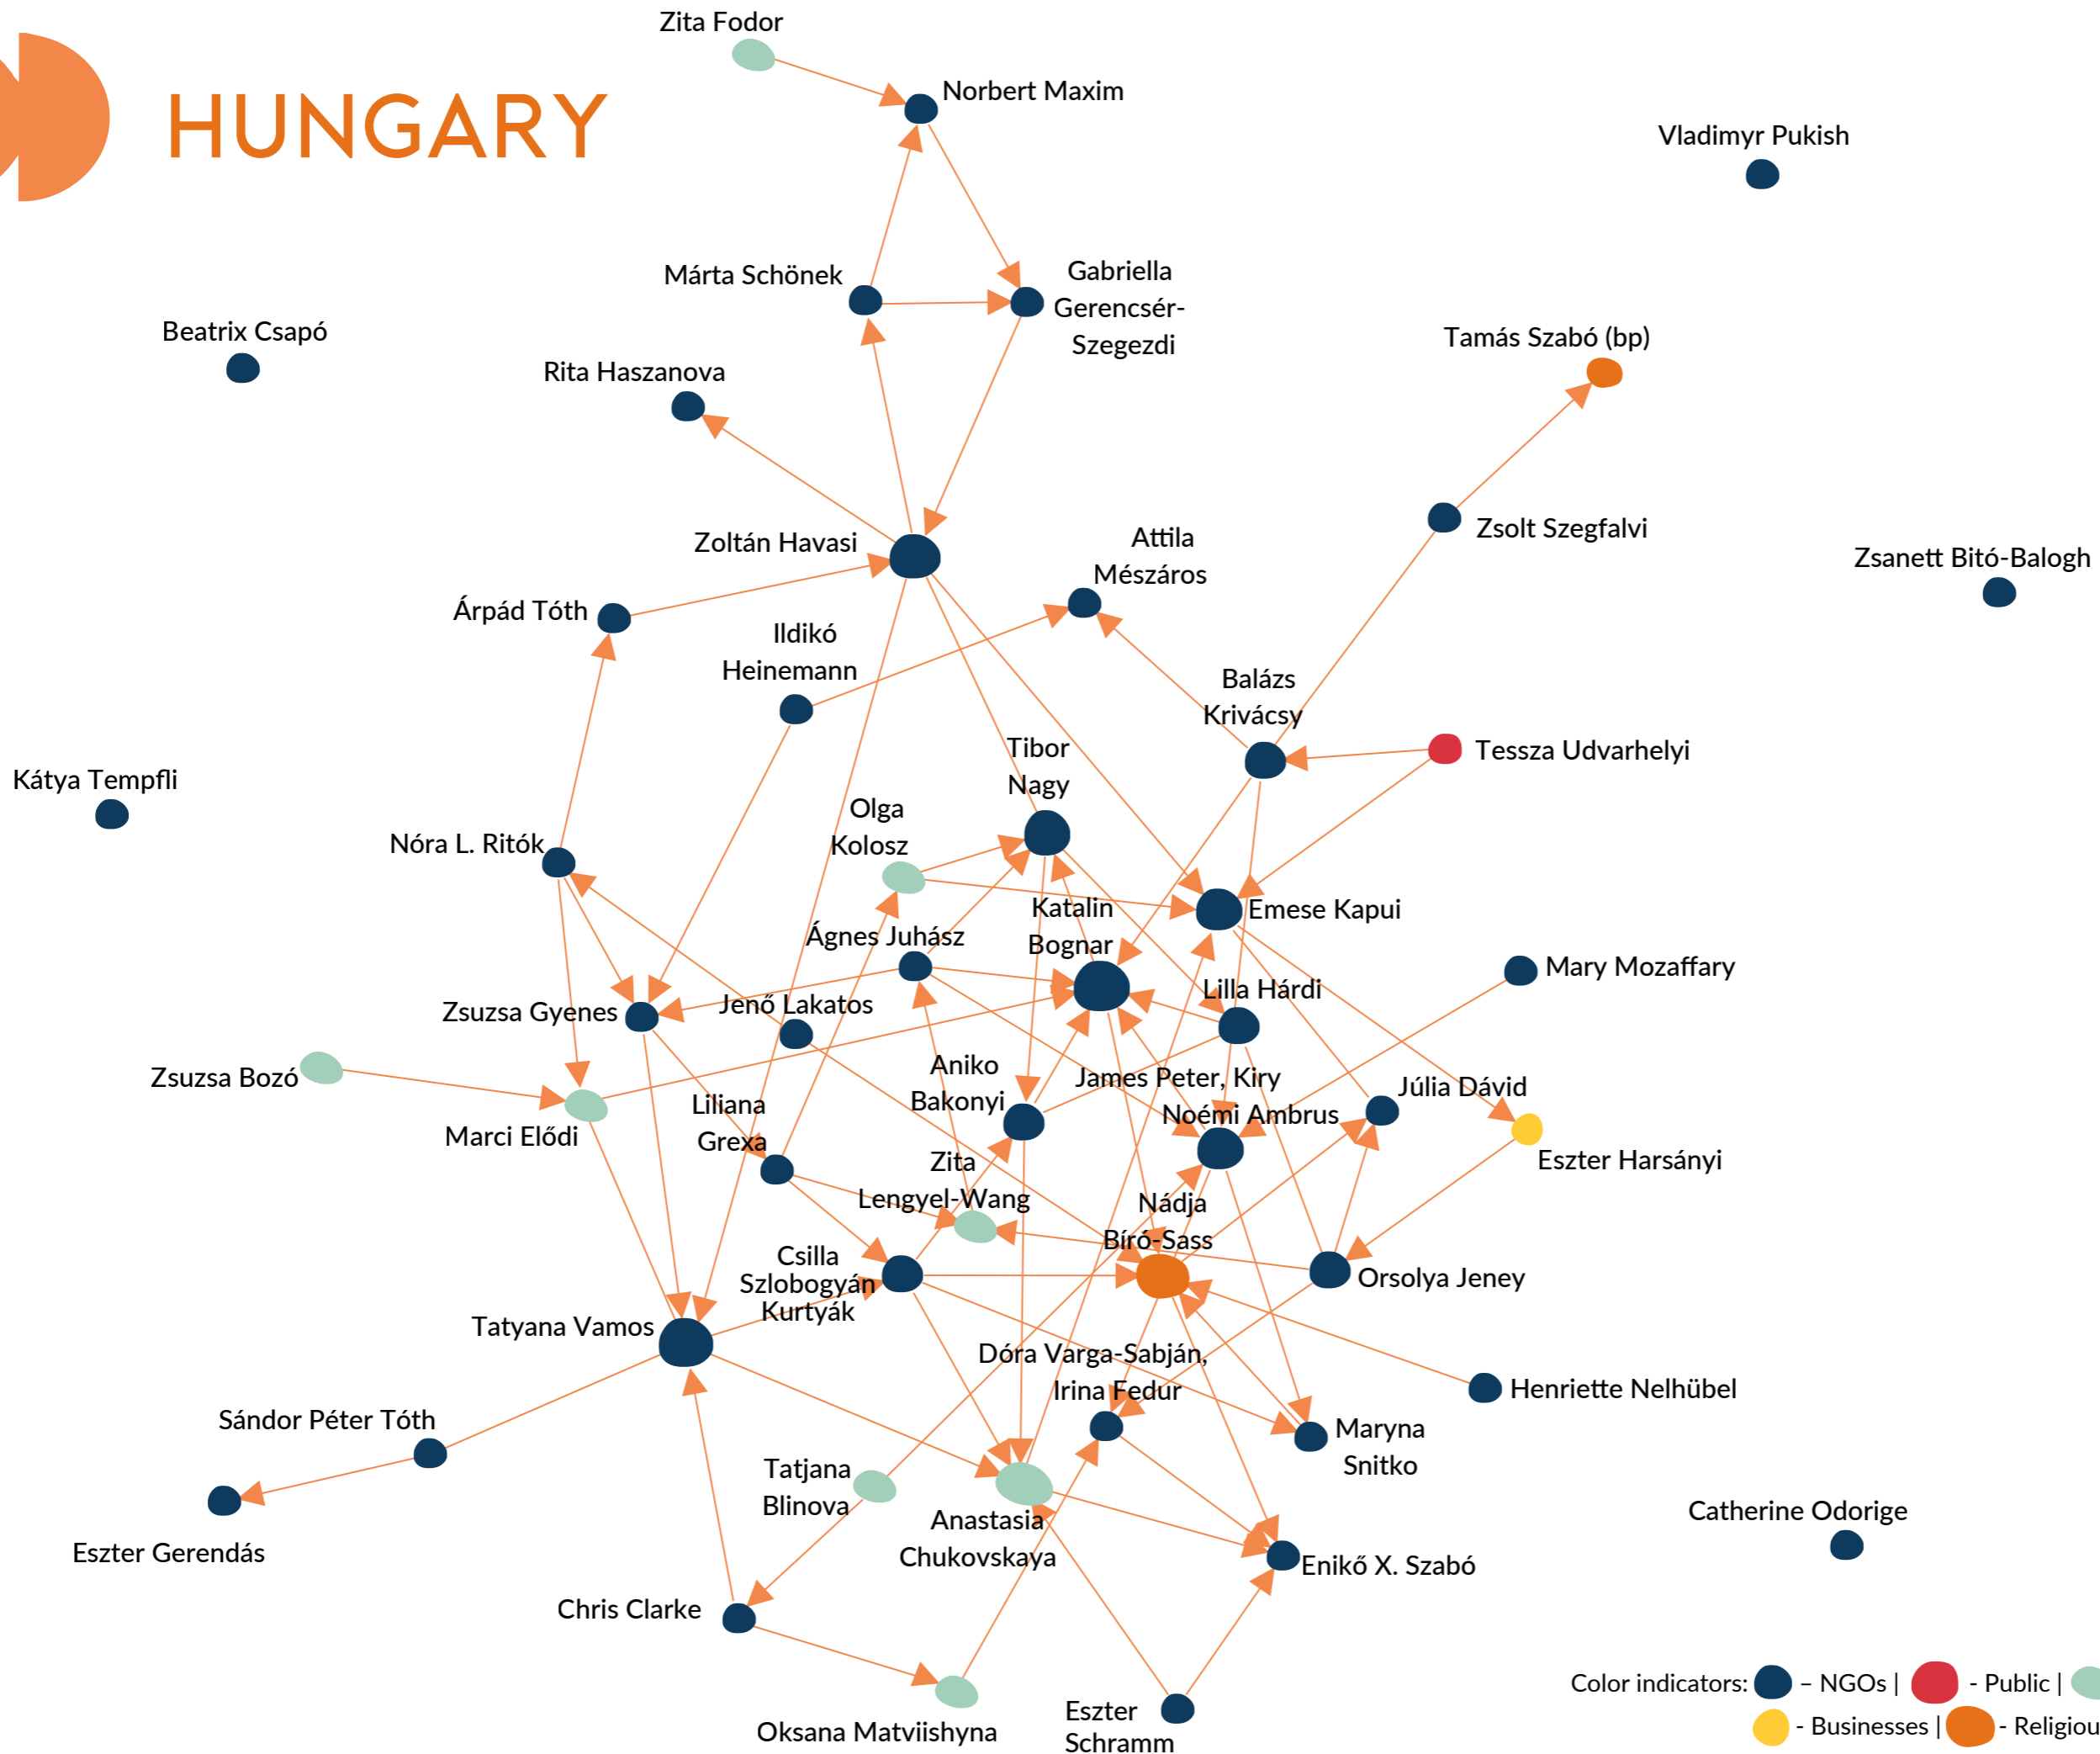 Zita Fodor
Norbert Maxim
HUNGARY
Vladimyr Pukish
Márta Schönek
Gabriella
Gerencsér-
Szegezdi
Beatrix Csapó
Tamás Szabó (bp)
Rita Haszanova
Zoltán Havasi
Attila
Mészáros
Zsolt Szegfalvi
Zsanett Bitó-Balogh
Árpád Tóth
Ildikó
Heinemann
Balázs
Krivácsy
Tibor
Nagy
Tessza Udvarhelyi
Kátya Tempfli
Olga
Kolosz
Nóra L. Ritók
Katalin
Bognar
Emese Kapui
Ágnes Juhász
Mary Mozaffary
Lilla Hárdi
Jenő Lakatos
Zsuzsa Gyenes
Zsuzsa Bozó
Aniko
Bakonyi
James Peter, Kiry
Noémi Ambrus
Júlia Dávid
Liliana
Grexa
Marci Elődi
Eszter Harsányi
Zita
Lengyel-Wang
Nádja
Bíró-Sass
Csilla
Szlobogyán
Kurtyák
Orsolya Jeney
Tatyana Vamos
Dóra Varga-Sabján,
Irina Fedur
Henriette Nelhübel
Sándor Péter Tóth
Maryna
Snitko
Tatjana
Blinova
Anastasia
Chukovskaya
Catherine Odorige
Eszter Gerendás
Enikő X. Szabó
Chris Clarke
Oksana Matviishyna
Eszter
Schramm
Color indicators: – NGOs | - Public |
- Businesses | - Religiou